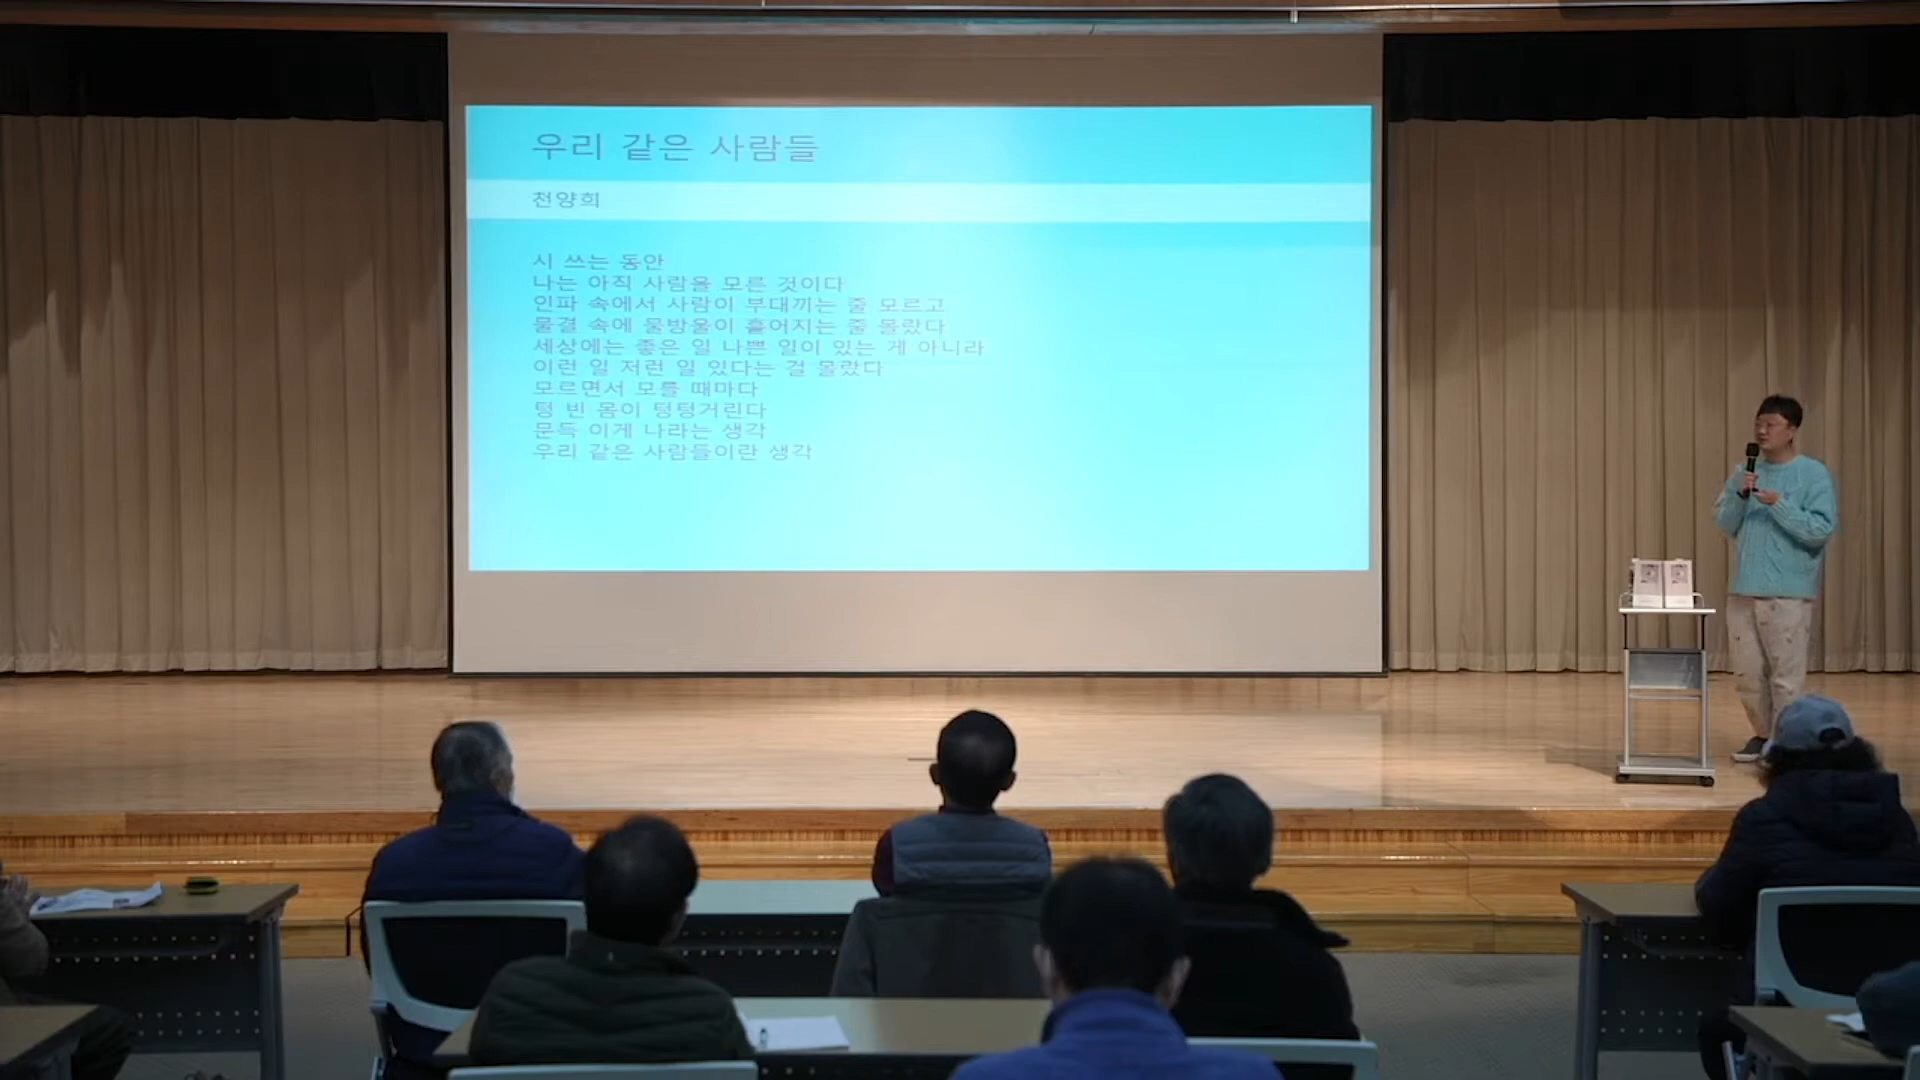 우리 같은 사람들
천양희
시 쓰는 동안
나는 아직 사람을 모른 것이다
인파 속에서 사람이 부대끼는 줄 모르고
물결 속에 물방울이 흩어지는 줄 몰랐다
세상에는 좋은 일 나쁜 일이 있는 게 아니라
이런 일 저런 일 있다는 걸 몰랐다
모르면서 모를 때마다
텅 빈 몸이 텅텅거린다
문득 이게 나라는 생각
우리 같은 사람들이란 생각